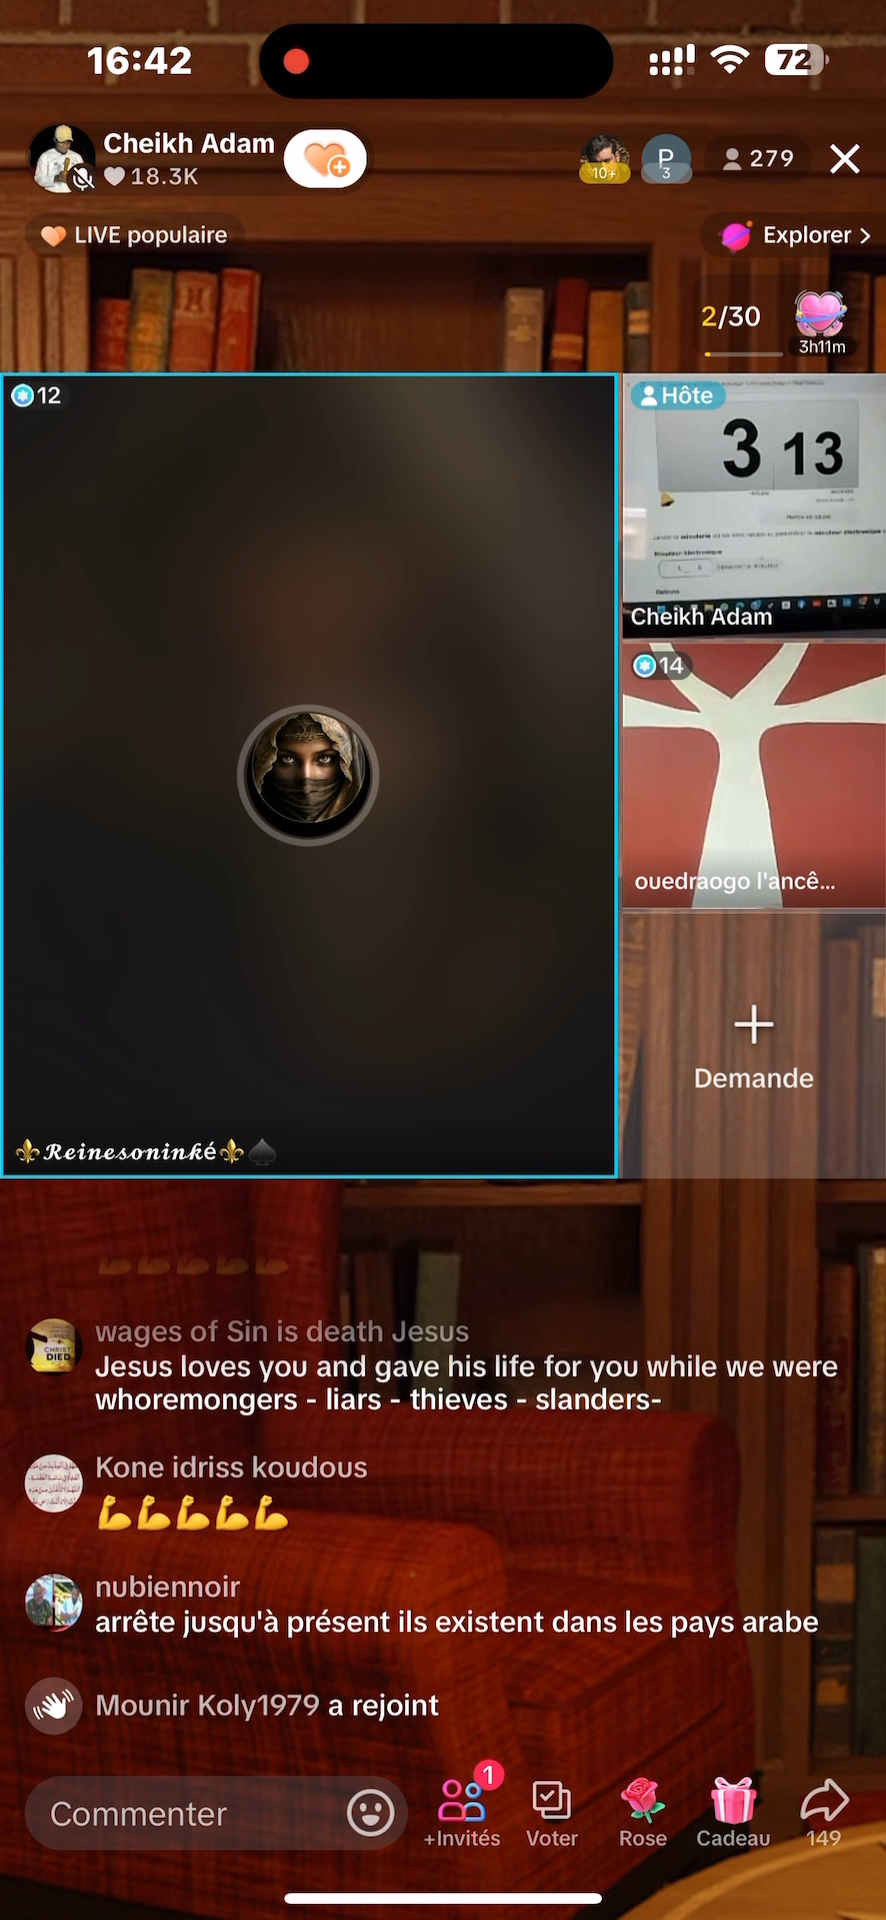 16:42
72
Cheikh Adam
18.3K
10+
P
3
279
LIVE populaire
Explorer >
2/30
3h11m
12
Hôte
3 13
Cheikh Adam
14
ouedraogo l'ancê...
Demande
⚜️𝓡𝓮𝓲𝓷𝓮𝓼𝓸𝓷𝓲𝓷𝓴é⚜️♠️
💪💪💪💪💪
wages of Sin is death Jesus
CHRIST
DIED
Jesus loves you and gave his life for you while we were
whoremongers - liars - thieves - slanders-
Kone idriss koudous
💪💪💪💪💪
nubiennoir
arrête jusqu'à présent ils existent dans les pays arabe
Mounir Koly1979 a rejoint
1
Commenter
+Invités
Voter
Rose
Cadeau
149